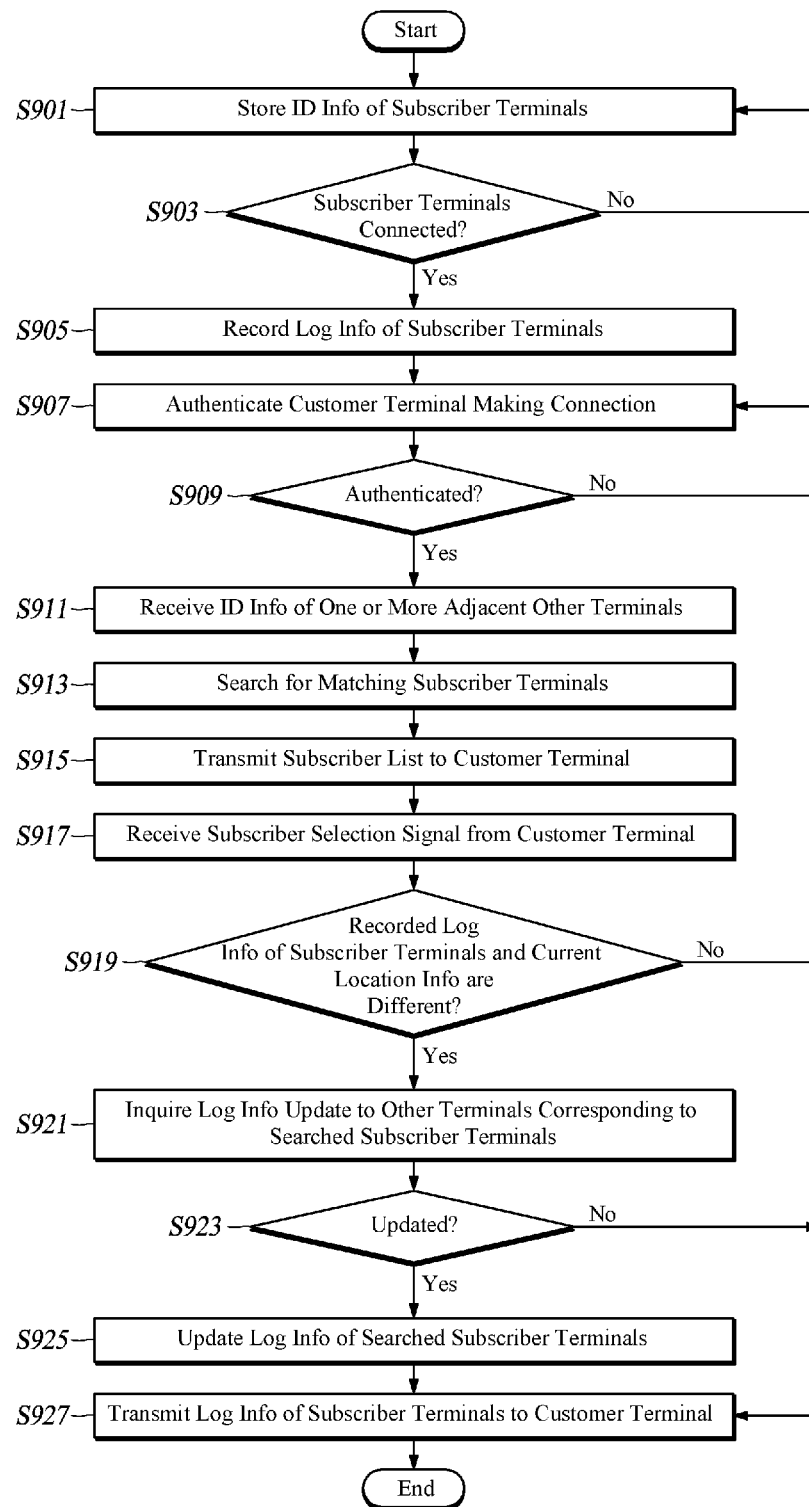 Start
S901
Store ID Info of Subscriber Terminals
S903
Subscriber Terminals
Connected?
No
Yes
S905
Record Log Info of Subscriber Terminals
S907
Authenticate Customer Terminal Making Connection
S909
Authenticated?
No
Yes
S911
Receive ID Info of One or More Adjacent Other Terminals
S913
Search for Matching Subscriber Terminals
S915
Transmit Subscriber List to Customer Terminal
S917
Receive Subscriber Selection Signal from Customer Terminal
S919
Recorded Log
Info of Subscriber Terminals and Current
Location Info are
Different?
No
Yes
S921
Inquire Log Info Update to Other Terminals Corresponding to
Searched Subscriber Terminals
S923
Updated?
No
Yes
S925
Update Log Info of Searched Subscriber Terminals
S927
Transmit Log Info of Subscriber Terminals to Customer Terminal
End